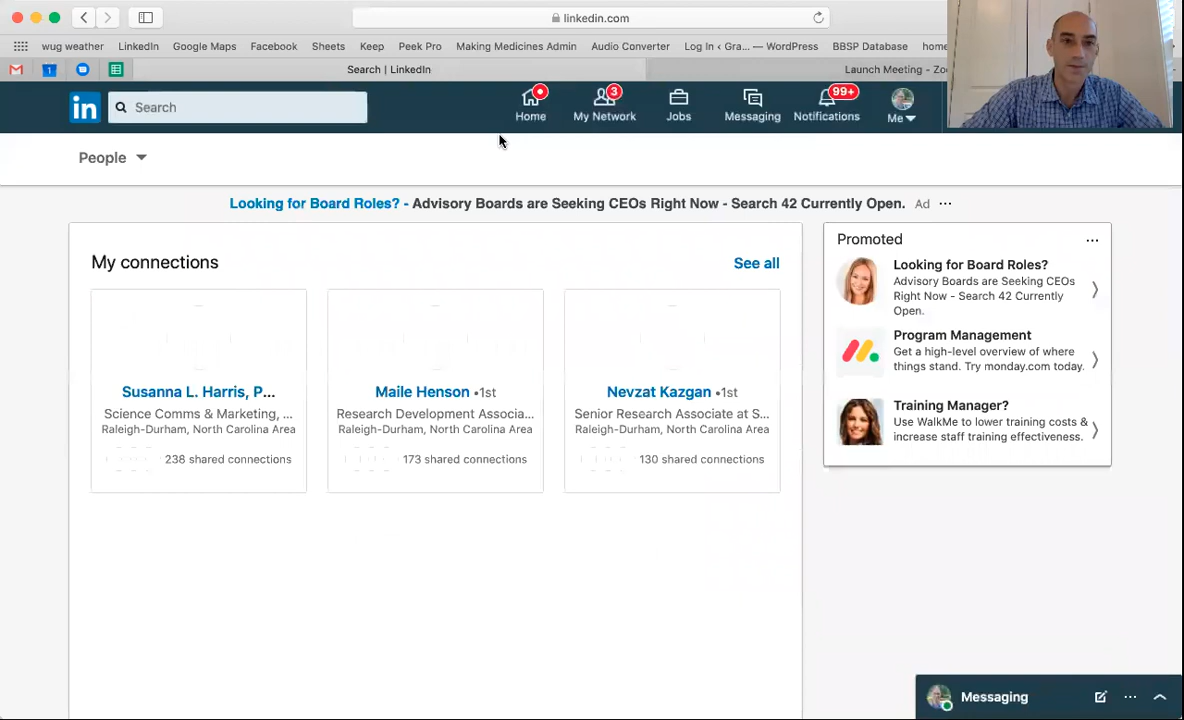 linkedin.com
wug weather LinkedIn Google Maps Facebook Sheets Keep Peek Pro Making Medicines Admin Audio Converter Log In ‹ Gra... — WordPress BBSP Database
1 Search | LinkedIn Launch Meeting - Zo
in Search Home 3 My Network Jobs Messaging 99+ Notifications Me
People
Looking for Board Roles? - Advisory Boards are Seeking CEOs Right Now - Search 42 Currently Open. Ad ...
My connections See all
Susanna L. Harris, P...
Science Comms & Marketing, ...
Raleigh-Durham, North Carolina Area
238 shared connections
Maile Henson •1st
Research Development Associa...
Raleigh-Durham, North Carolina Area
173 shared connections
Nevzat Kazgan •1st
Senior Research Associate at S...
Raleigh-Durham, North Carolina Area
130 shared connections
Promoted ...
Looking for Board Roles?
Advisory Boards are Seeking CEOs
Right Now - Search 42 Currently
Open.
Program Management
Get a high-level overview of where
things stand. Try monday.com today.
Training Manager?
Use WalkMe to lower training costs &
increase staff training effectiveness.
Messaging ...